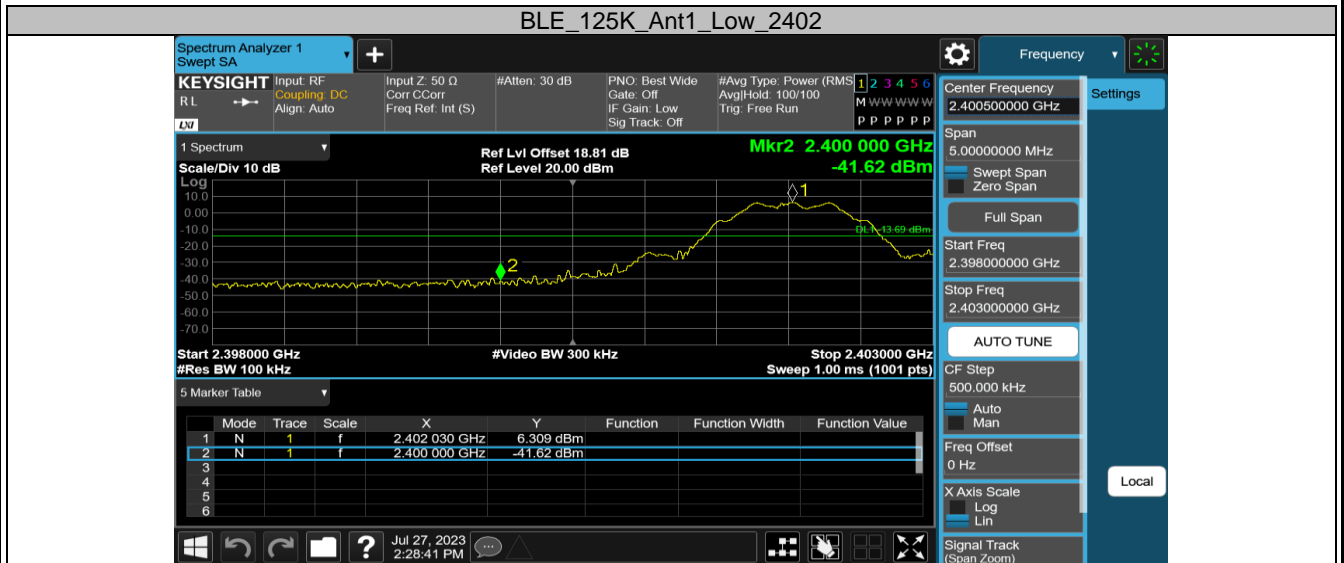 BLE_125K_Ant1_Low_2402
Spectrum Analyzer 1
Swept SA
+
Frequency
KEYSIGHT
R L
LXI
Input: RF
Coupling: DC
Align: Auto
Input Z: 50 Ω
Corr CCorr
Freq Ref: Int (S)
#Atten: 30 dB
PNO: Best Wide
Gate: Off
IF Gain: Low
Sig Track: Off
#Avg Type: Power (RMS
Avg|Hold: 100/100
Trig: Free Run
1 2 3 4 5 6
M W W W W W
P P P P P P
1 Spectrum
Scale/Div 10 dB
Ref Lvl Offset 18.81 dB
Ref Level 20.00 dBm
Mkr2 2.400 000 GHz
-41.62 dBm
Log
10.0
0.00
-10.0
-20.0
-30.0
-40.0
-50.0
-60.0
-70.0
1
2
DL1 -13.69 dBm
Start 2.398000 GHz
#Video BW 300 kHz
Stop 2.403000 GHz
#Res BW 100 kHz
Sweep 1.00 ms (1001 pts)
5 Marker Table
Mode Trace Scale X Y Function Function Width Function Value
1 N 1 f 2.402 030 GHz 6.309 dBm
2 N 1 f 2.400 000 GHz -41.62 dBm
3
4
5
6
?
Jul 27, 2023
2:28:41 PM
Center Frequency
2.400500000 GHz
Settings
Span
5.00000000 MHz
Swept Span
Zero Span
Full Span
Start Freq
2.398000000 GHz
Stop Freq
2.403000000 GHz
AUTO TUNE
CF Step
500.000 kHz
Auto
Man
Freq Offset
0 Hz
X Axis Scale
Log
Lin
Signal Track
(Span Zoom)
Local